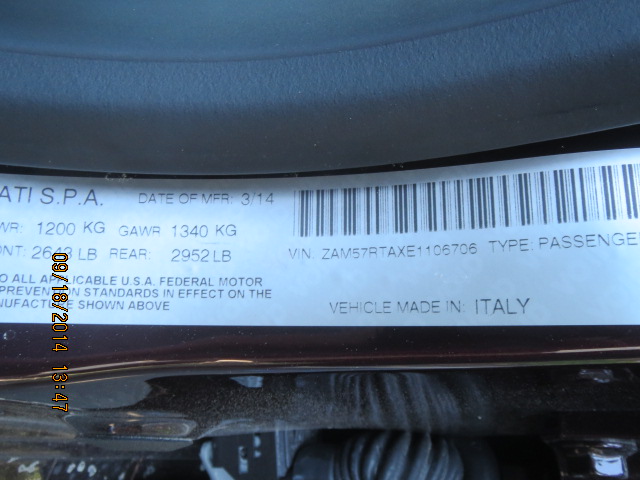 ATI S.P.A. DATE OF MFR: 3/14
WR: 1200 KG GAWR 1340 KG
ONT: 2643 LB REAR: 2952 LB
VIN: ZAM57RTAXE1106706 TYPE: PASSENGE
O ALL APPLICABLE U.S.A. FEDERAL MOTOR
PREVENTION STANDARDS IN EFFECT ON THE
NUFACTURE SHOWN ABOVE
VEHICLE MADE IN: ITALY
09/18/2014 13:47